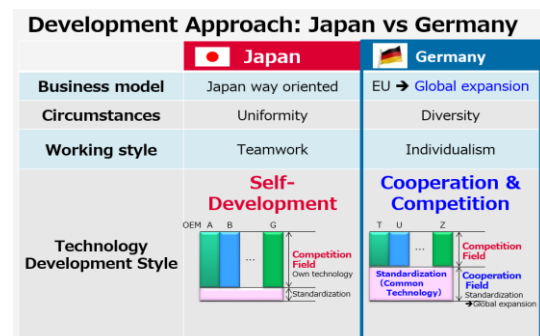 Development Approach: Japan vs Germany
Japan
Germany
Business model
Japan way oriented
EU ➔ Global expansion
Circumstances
Uniformity
Diversity
Working style
Teamwork
Individualism
Technology
Development Style
Self-
Development
OEM A B G
...
Competition
Field
Own technology
Standardization
Cooperation &
Competition
T U Z
...
Competition
Field
Standardization
(Common
Technology)
Cooperation
Field
Standardization
➔Global expansion